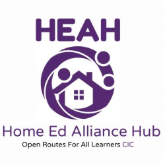 HEAH
Home Ed Alliance Hub
Open Routes For All Learners CIC